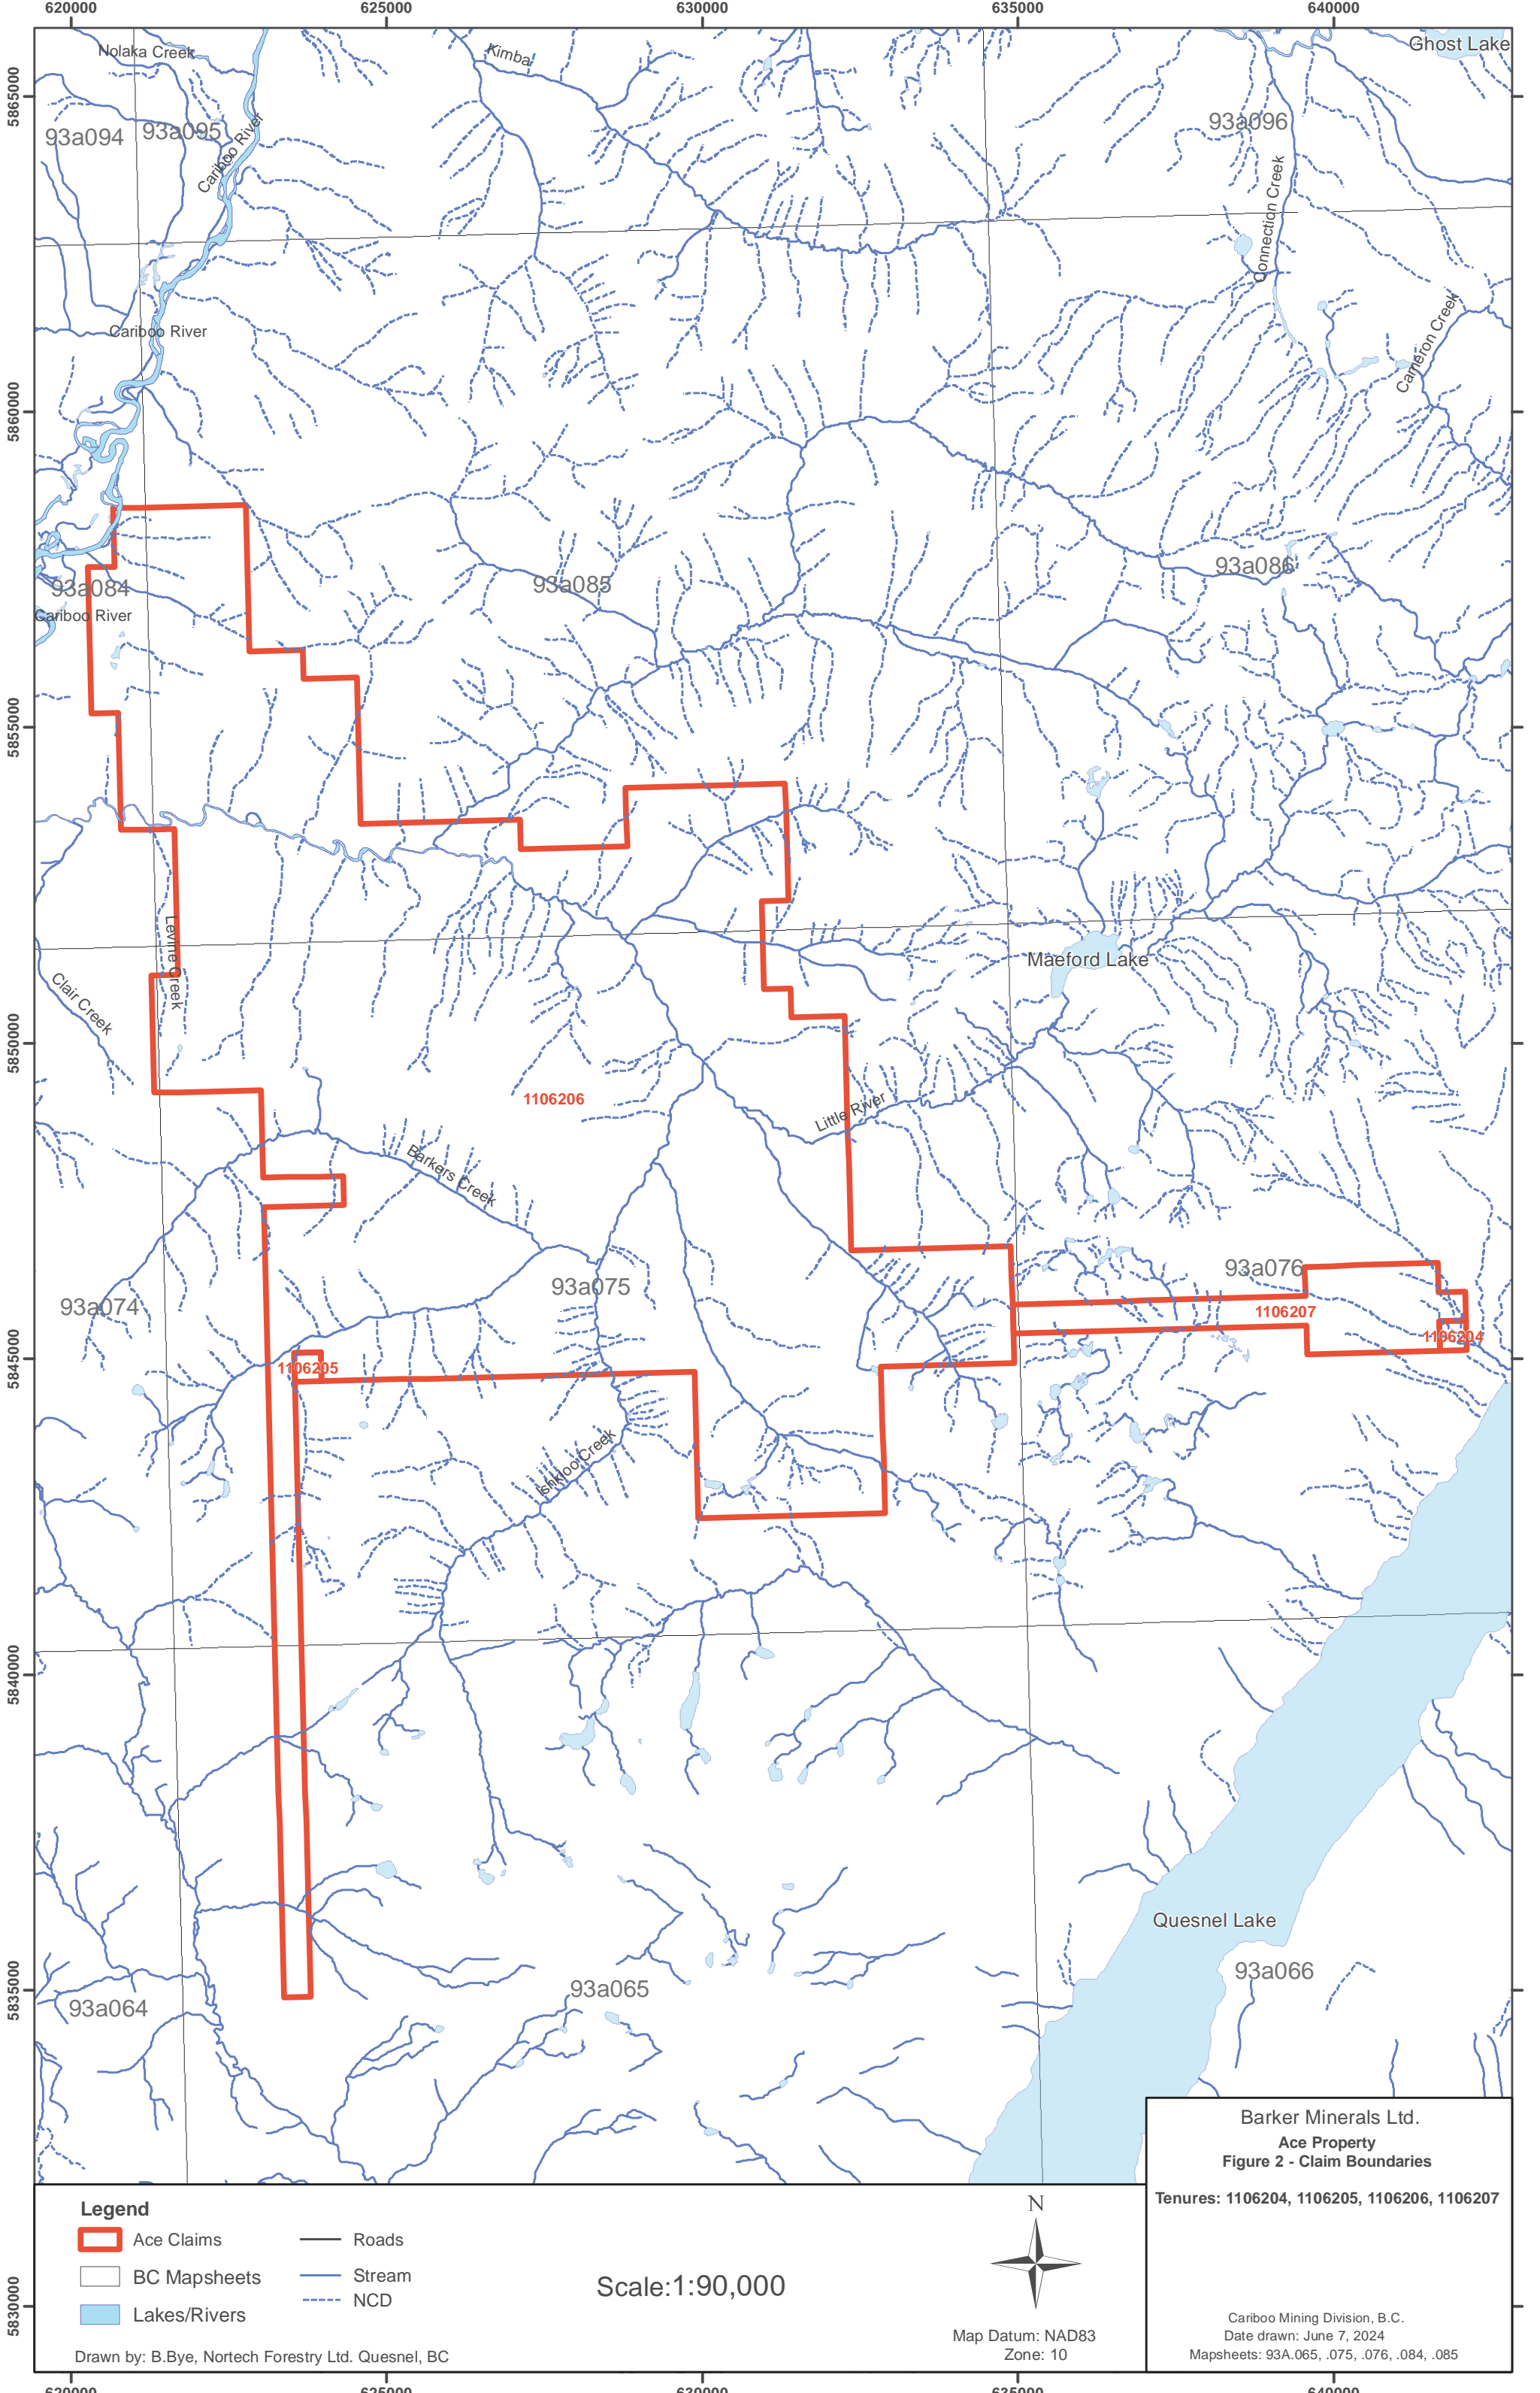 620000
625000
630000
635000
640000
5865000
5860000
5855000
5850000
5845000
5840000
5835000
5830000
Nolaka Creek
Kimba
Ghost Lake
93a094
93a095
Cariboo River
93a096
Connection Creek
Cariboo River
Cameron Creek
93a084
Cariboo River
93a085
93a086
Levine Creek
Clair Creek
Maeford Lake
1106206
Little River
Barkers Creek
93a074
93a075
93a076
1106207
1106204
1106205
Ishkloo Creek
Quesnel Lake
93a064
93a065
93a066
Barker Minerals Ltd.
Ace Property
Figure 2 - Claim Boundaries
Tenures: 1106204, 1106205, 1106206, 1106207
Cariboo Mining Division, B.C.
Date drawn: June 7, 2024
Mapsheets: 93A.065, .075, .076, .084, .085
Legend
Ace Claims
BC Mapsheets
Lakes/Rivers
Roads
Stream
NCD
Scale:1:90,000
N
Map Datum: NAD83
Zone: 10
Drawn by: B.Bye, Nortech Forestry Ltd. Quesnel, BC
620000
625000
630000
635000
640000